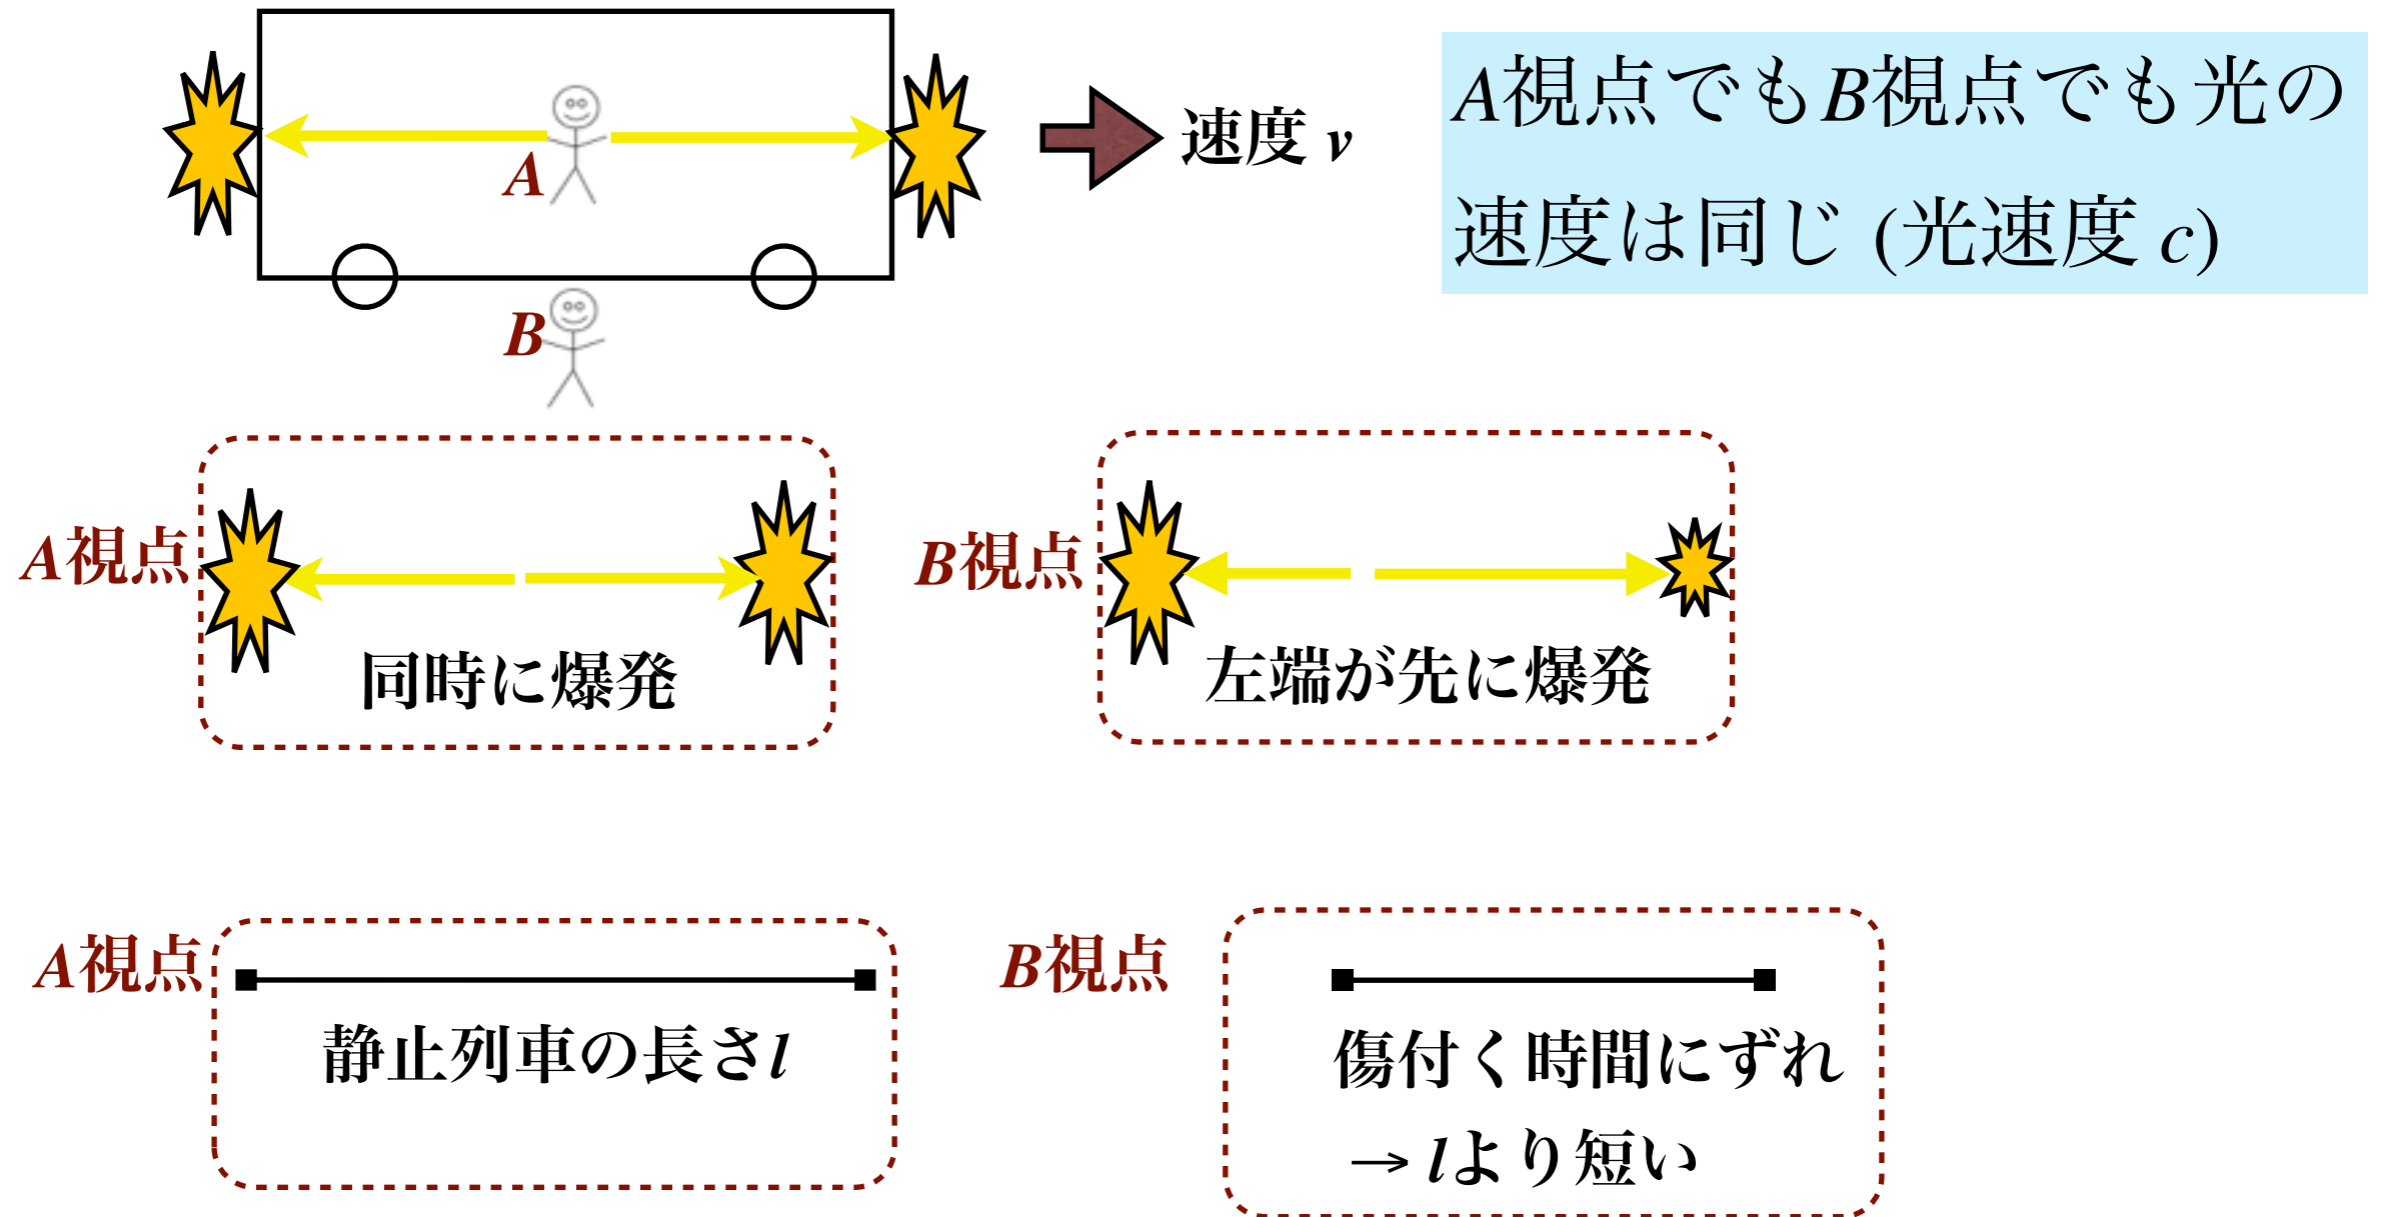 A
速度 v
A視点でもB視点でも光の
速度は同じ (光速度 c)
B
A視点
同時に爆発
B視点
左端が先に爆発
A視点
静止列車の長さl
B視点
傷付く時間にずれ
→ lより短い